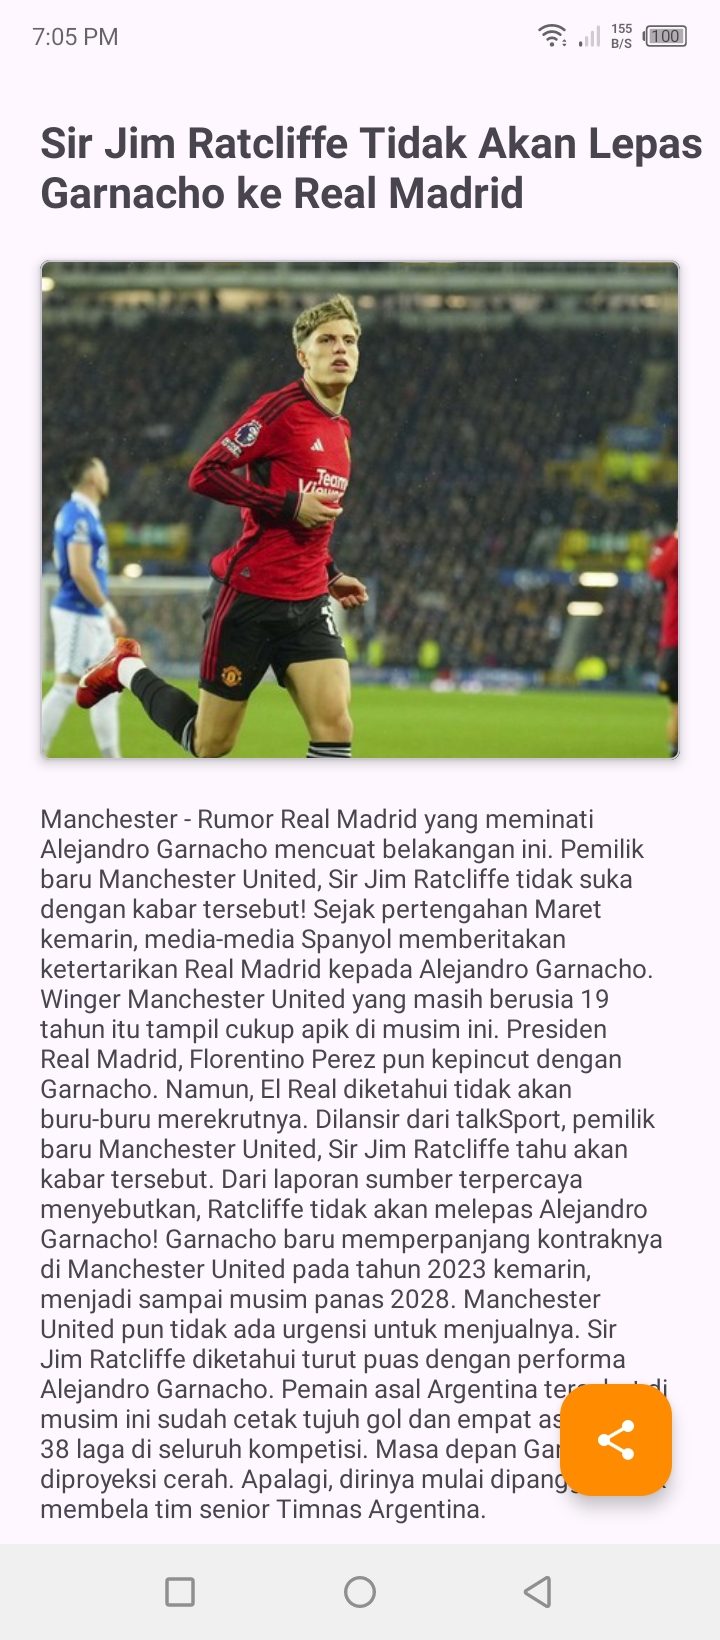 7:05 PM
155
B/S
100
Sir Jim Ratcliffe Tidak Akan Lepas
Garnacho ke Real Madrid
Team
Manchester - Rumor Real Madrid yang meminati
Alejandro Garnacho mencuat belakangan ini. Pemilik
baru Manchester United, Sir Jim Ratcliffe tidak suka
dengan kabar tersebut! Sejak pertengahan Maret
kemarin, media-media Spanyol memberitakan
ketertarikan Real Madrid kepada Alejandro Garnacho.
Winger Manchester United yang masih berusia 19
tahun itu tampil cukup apik di musim ini. Presiden
Real Madrid, Florentino Perez pun kepincut dengan
Garnacho. Namun, El Real diketahui tidak akan
buru-buru merekrutnya. Dilansir dari talkSport, pemilik
baru Manchester United, Sir Jim Ratcliffe tahu akan
kabar tersebut. Dari laporan sumber terpercaya
menyebutkan, Ratcliffe tidak akan melepas Alejandro
Garnacho! Garnacho baru memperpanjang kontraknya
di Manchester United pada tahun 2023 kemarin,
menjadi sampai musim panas 2028. Manchester
United pun tidak ada urgensi untuk menjualnya. Sir
Jim Ratcliffe diketahui turut puas dengan performa
Alejandro Garnacho. Pemain asal Argentina di
musim ini sudah cetak tujuh gol dan empat
38 laga di seluruh kompetisi. Masa depan
diproyeksi cerah. Apalagi, dirinya mulai
membela tim senior Timnas Argentina.